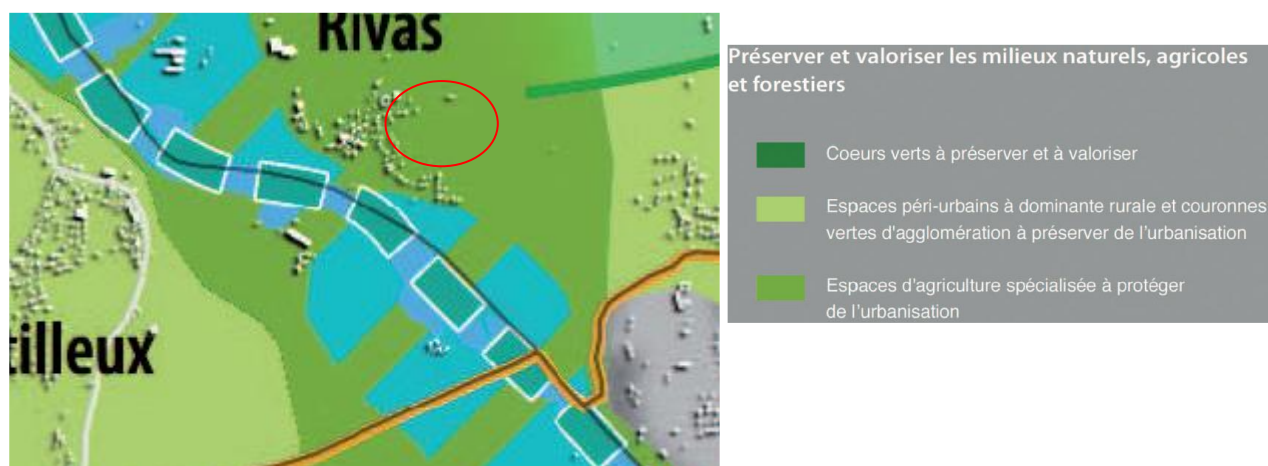 Rivas
tilleux
Préserver et valoriser les milieux naturels, agricoles
et forestiers
Coeurs verts à préserver et à valoriser
Espaces péri-urbains à dominante rurale et couronnes
vertes d'agglomération à préserver de l'urbanisation
Espaces d'agriculture spécialisée à protéger
de l'urbanisation